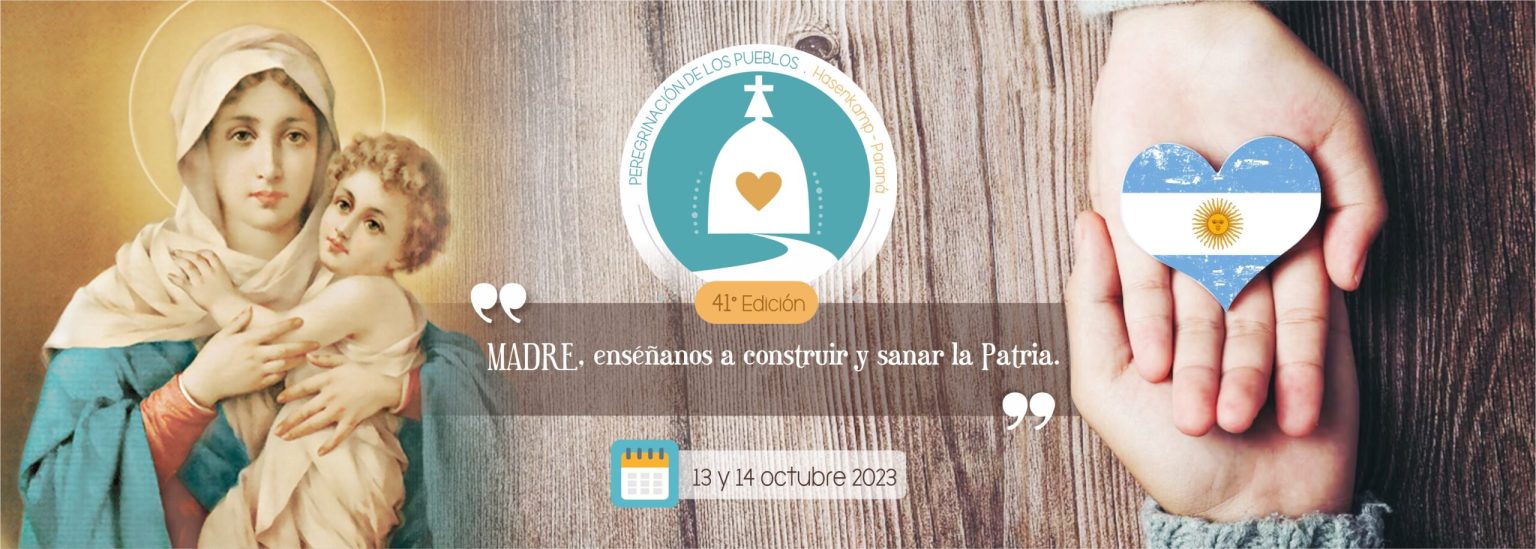 PEREGRINACIÓN DE LOS PUEBLOS . Hasenkamp - Paraná
41° Edición
“
MADRE, enséñanos a construir y sanar la Patria.
”
13 y 14 octubre 2023